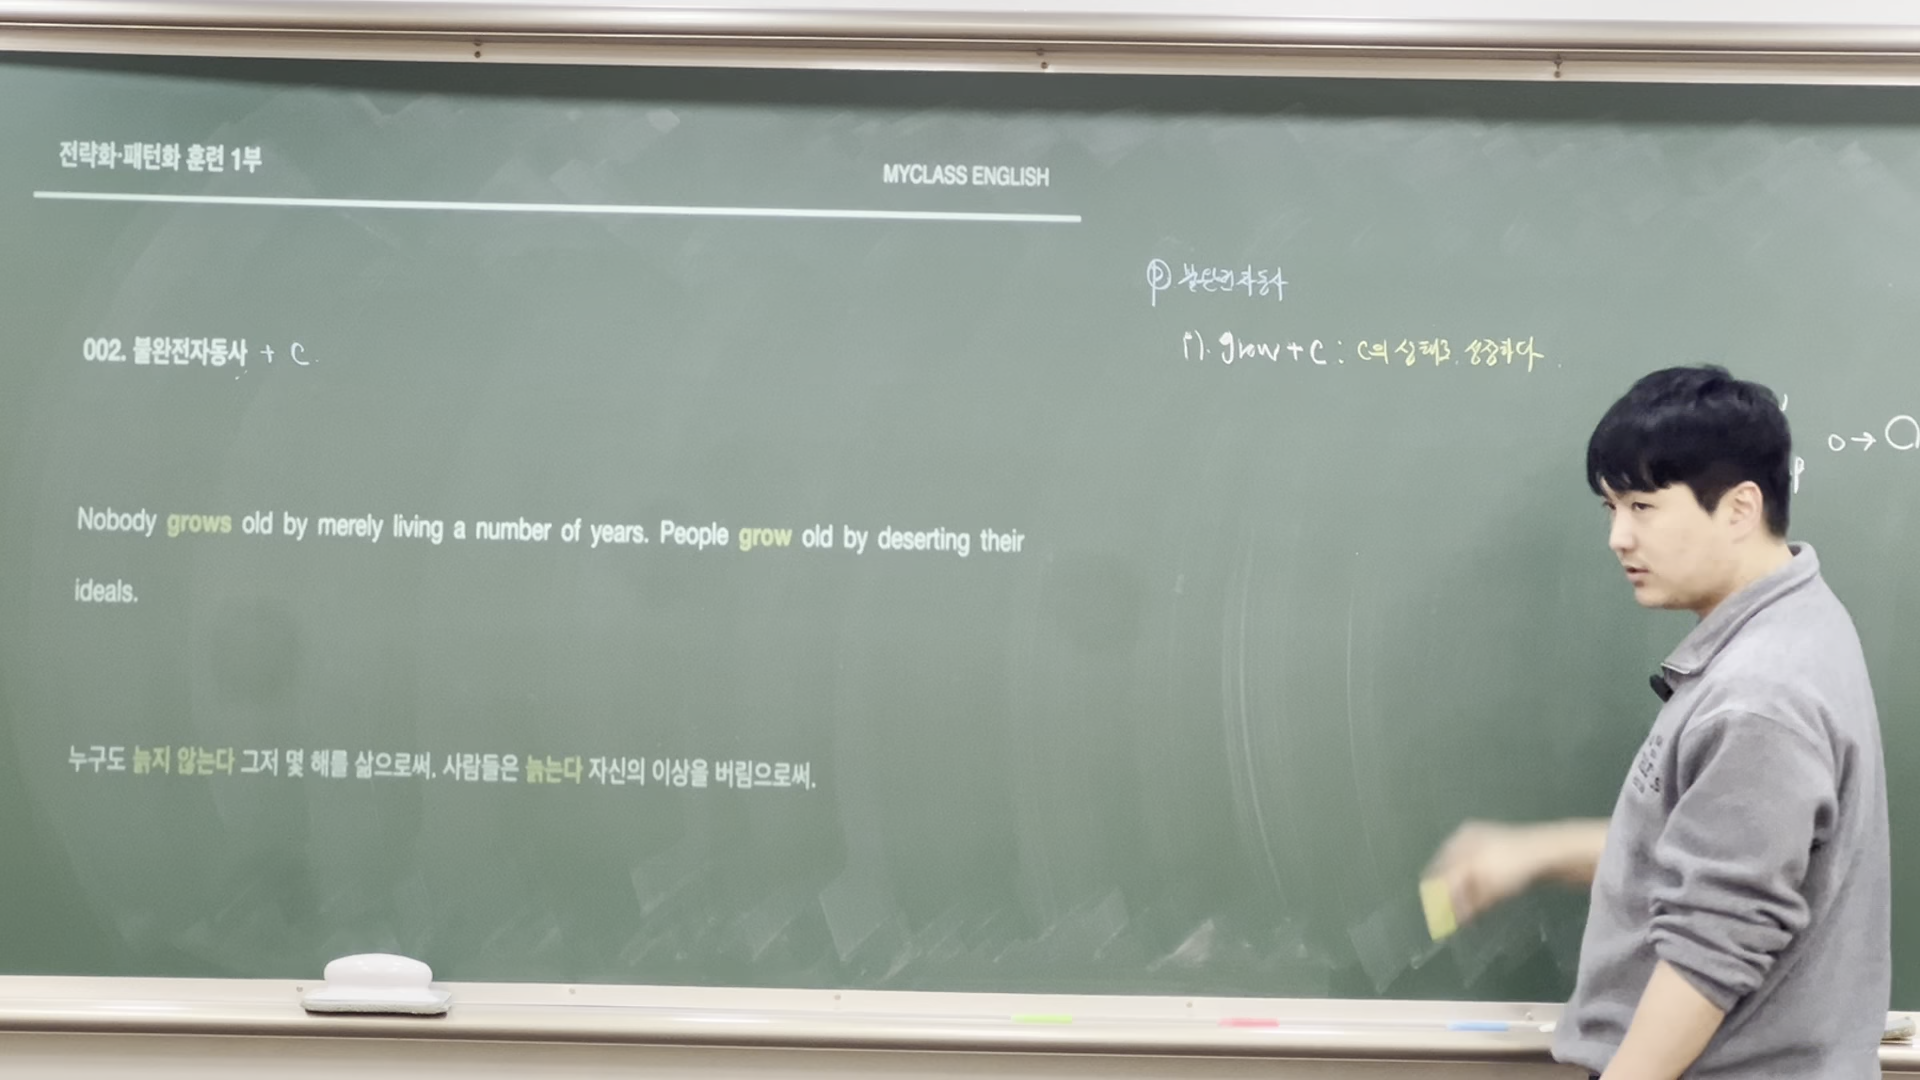 전략화·패턴화 훈련 1부
MYCLASS ENGLISH
002. 불완전자동사 + C.
Nobody grows old by merely living a number of years. People grow old by deserting their
ideals.
누구도 늙지 않는다 그저 몇 해를 삶으로써. 사람들은 늙는다 자신의 이상을 버림으로써.
ⓟ 불완전자동사
1). grow + C : C의 상태로 성장하다.
o → O